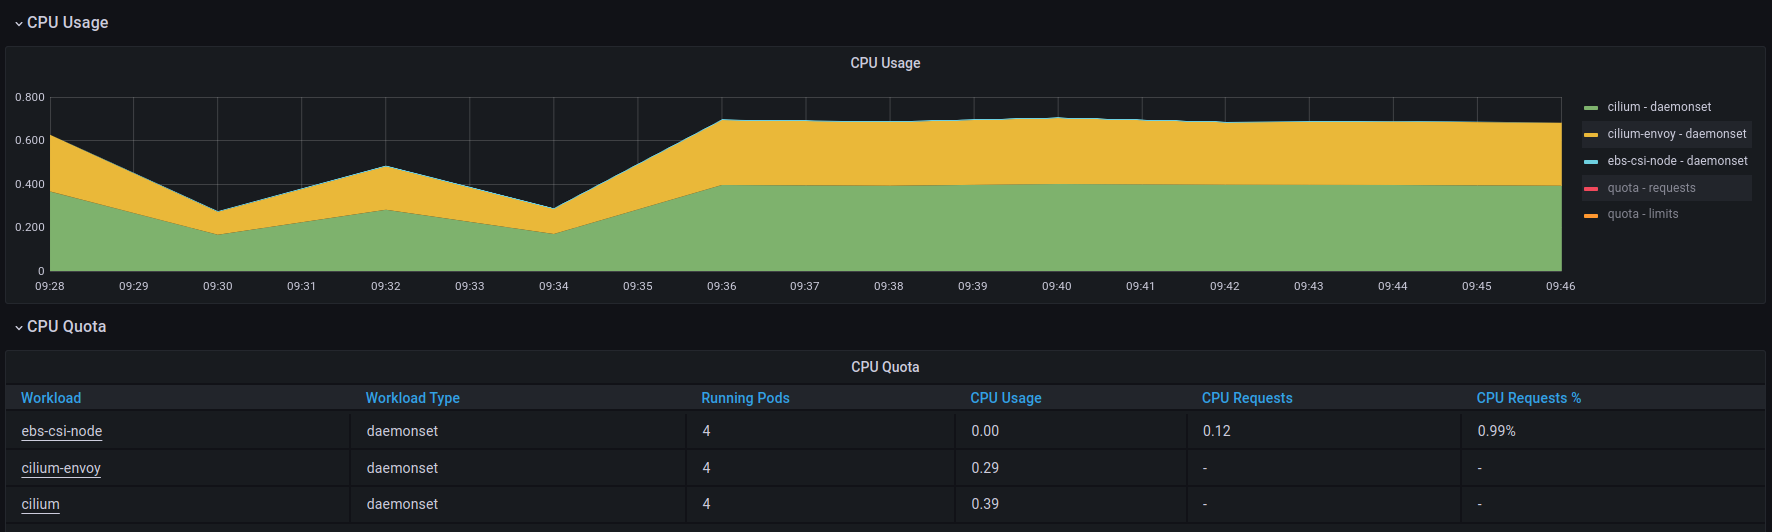 CPU Usage
CPU Usage
0.800
0.600
0.400
0.200
0
09:28 09:29 09:30 09:31 09:32 09:33 09:34 09:35 09:36 09:37 09:38 09:39 09:40 09:41 09:42 09:43 09:44 09:45 09:46
cilium - daemonset
cilium-envoy - daemonset
ebs-csi-node - daemonset
quota - requests
quota - limits
CPU Quota
CPU Quota
Workload Workload Type Running Pods CPU Usage CPU Requests CPU Requests %
ebs-csi-node daemonset 4 0.00 0.12 0.99%
cilium-envoy daemonset 4 0.29 - -
cilium daemonset 4 0.39 - -